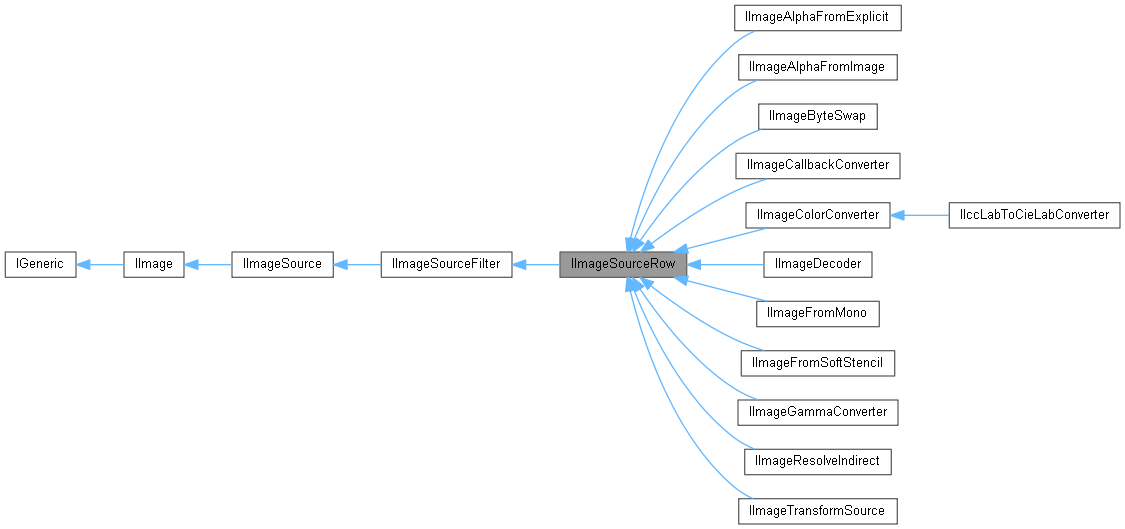 IImageAlphaFromExplicit
IImageAlphaFromImage
IImageByteSwap
IImageCallbackConverter
IImageColorConverter
IIccLabToCieLabConverter
IGeneric
IImage
IImageSource
IImageSourceFilter
IImageSourceRow
IImageDecoder
IImageFromMono
IImageFromSoftStencil
IImageGammaConverter
IImageResolveIndirect
IImageTransformSource